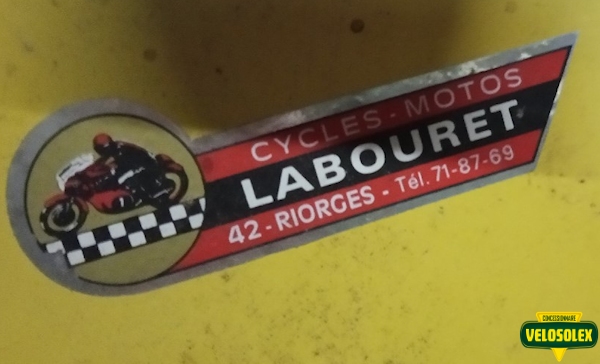 CYCLES-MOTOS
LABOURET
42-RIORGES - Tél. 71-87-69
CONCESSIONNAIRE
VELOSOLEX